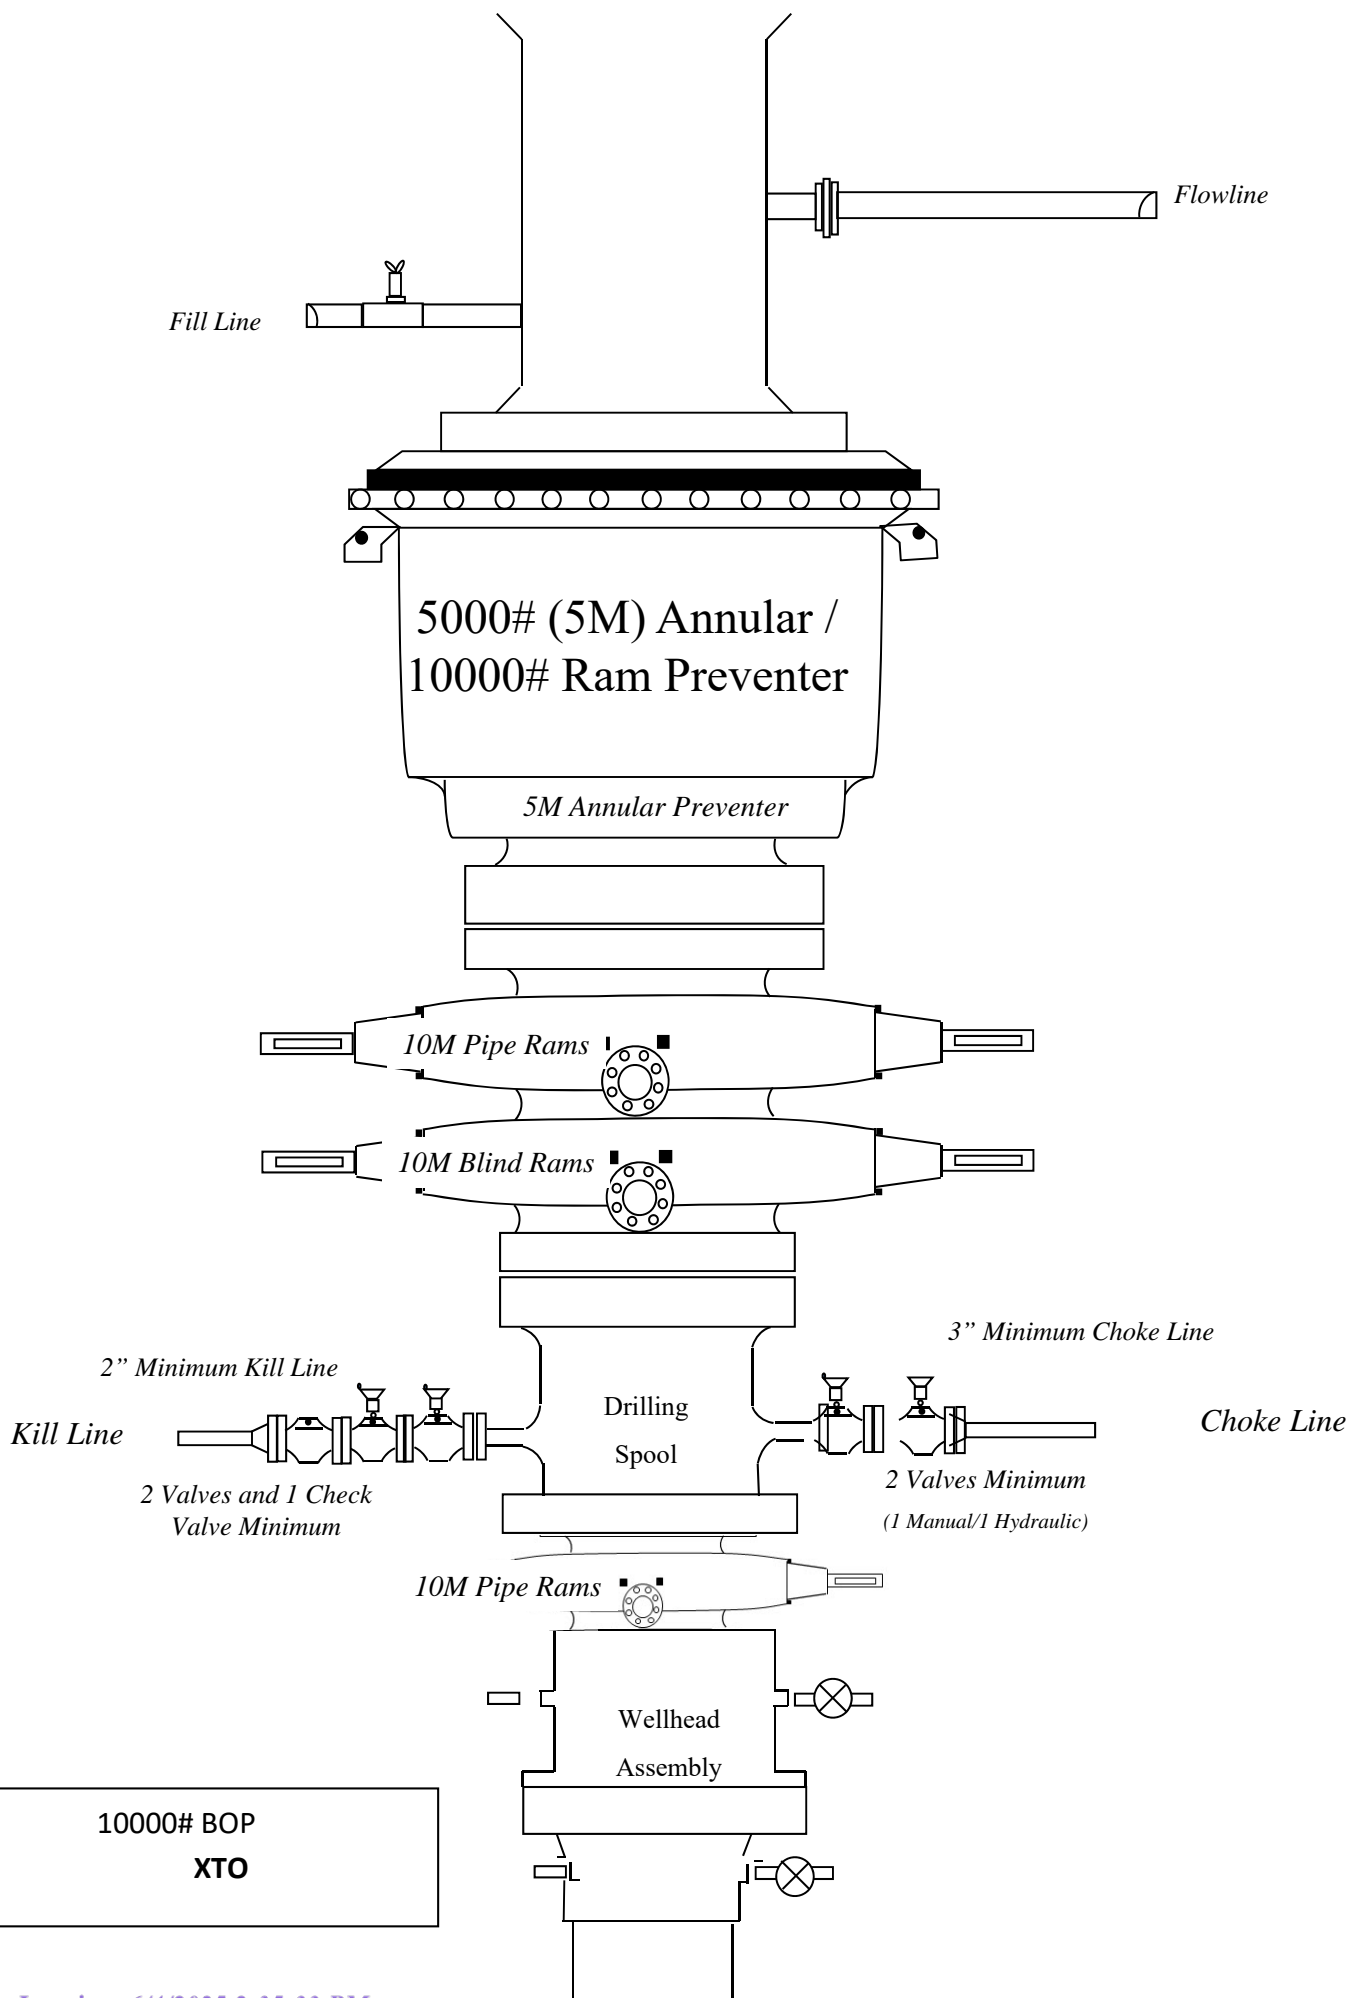 Flowline
Fill Line
5000# (5M) Annular /
10000# Ram Preventer
5M Annular Preventer
10M Pipe Rams
10M Blind Rams
3” Minimum Choke Line
2” Minimum Kill Line
Drilling
Spool
Kill Line
Choke Line
2 Valves and 1 Check
Valve Minimum
2 Valves Minimum
(1 Manual/1 Hydraulic)
10M Pipe Rams
Wellhead
Assembly
10000# BOP
XTO